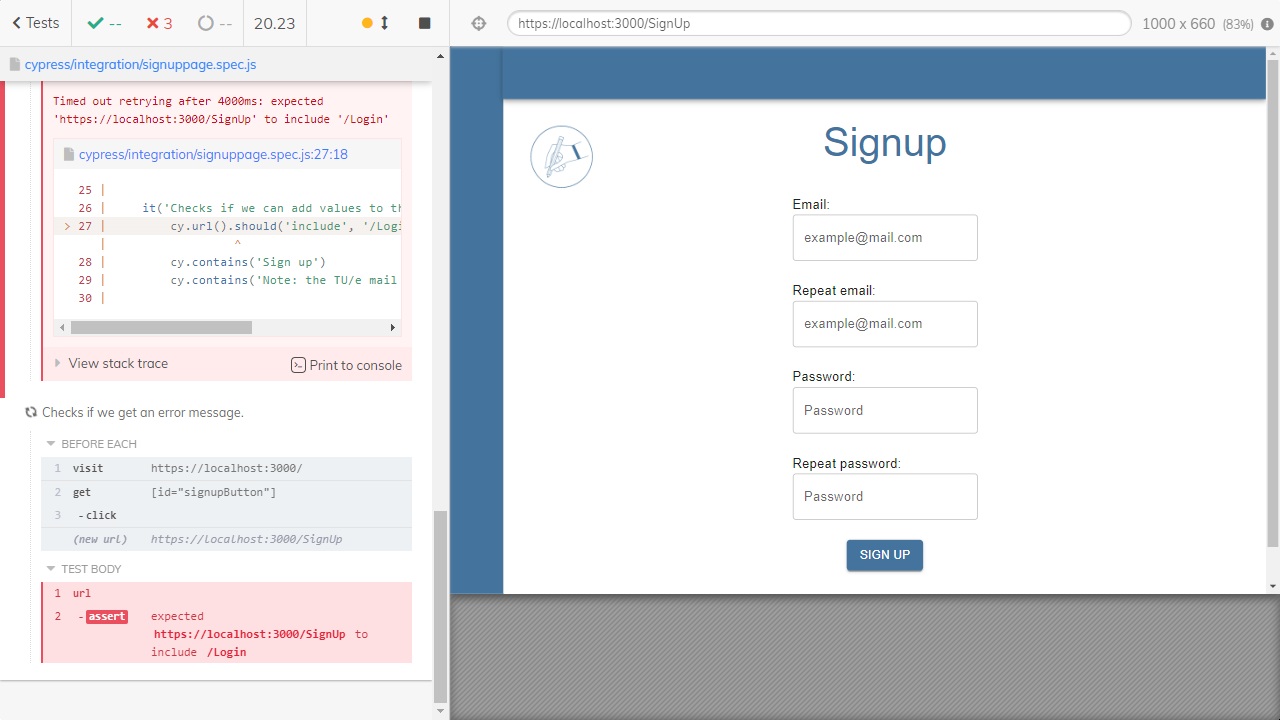 Tests
--
3
--
20.23
https://localhost:3000/SignUp
1000 x 660 (83%)
cypress/integration/signuppage.spec.js
Timed out retrying after 4000ms: expected
'https://localhost:3000/SignUp' to include '/Login'
cypress/integration/signuppage.spec.js:27:18
25 |
26 | it('Checks if we can add values to th
> 27 | cy.url().should('include', '/Logi
| ^
28 | cy.contains('Sign up')
29 | cy.contains('Note: the TU/e mail
30 |
View stack trace
Print to console
Checks if we get an error message.
BEFORE EACH
1 visit https://localhost:3000/
2 get [id="signupButton"]
3 -click
(new url) https://localhost:3000/SignUp
TEST BODY
1 url
2 -assert expected
https://localhost:3000/SignUp to
include /Login
Signup
Email:
example@mail.com
Repeat email:
example@mail.com
Password:
Password
Repeat password:
Password
SIGN UP